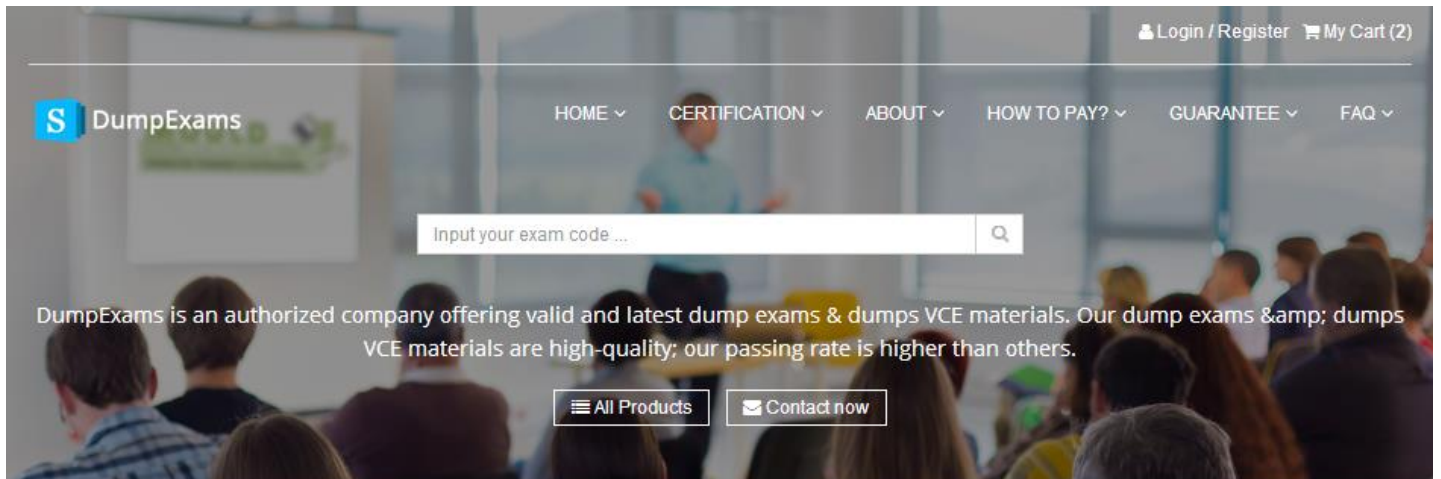 Login / Register My Cart (2)
S DumpExams
HOME CERTIFICATION ABOUT HOW TO PAY? GUARANTEE FAQ
Input your exam code ...
DumpExams is an authorized company offering valid and latest dump exams & dumps VCE materials. Our dump exams &amp; dumps
VCE materials are high-quality; our passing rate is higher than others.
All Products Contact now